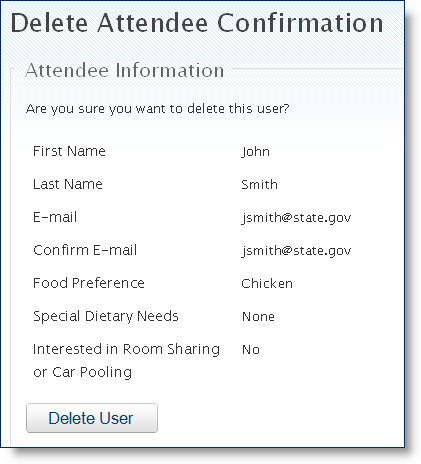 Delete Attendee Confirmation
Attendee Information
Are you sure you want to delete this user?
First Name John
Last Name Smith
E-mail jsmith@state.gov
Confirm E-mail jsmith@state.gov
Food Preference Chicken
Special Dietary Needs None
Interested in Room Sharing No
or Car Pooling
Delete User